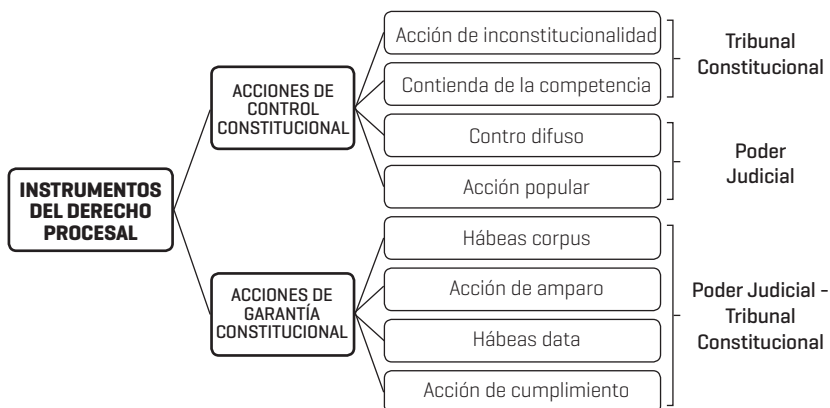 INSTRUMENTOS
DEL DERECHO
PROCESAL
ACCIONES DE
CONTROL
CONSTITUCIONAL
Acción de inconstitucionalidad
Contienda de la competencia
Contro difuso
Acción popular
Tribunal
Constitucional
Poder
Judicial
ACCIONES DE
GARANTÍA
CONSTITUCIONAL
Hábeas corpus
Acción de amparo
Hábeas data
Acción de cumplimiento
Poder Judicial -
Tribunal
Constitucional